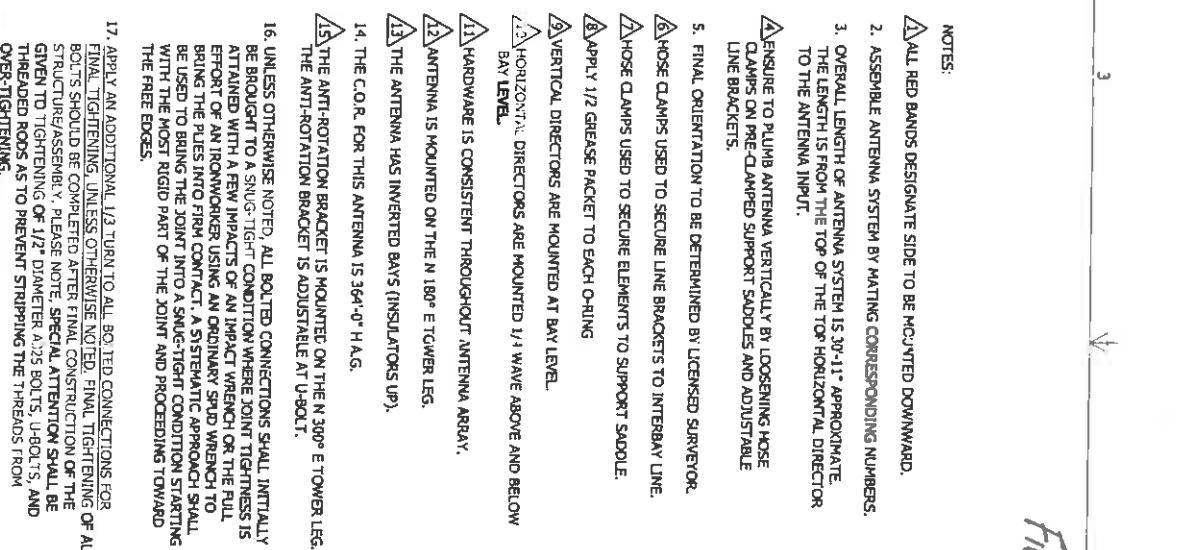 3
NOTES:
1 ALL RED BANDS DESIGNATE SIDE TO BE MOUNTED DOWNWARD.
2. ASSEMBLE ANTENNA SYSTEM BY MATING CORRESPONDING NUMBERS.
3. OVERALL LENGTH OF ANTENNA SYSTEM IS 30'-11" APPROXIMATE.
THE LENGTH IS FROM THE TOP OF THE TOP HORIZONTAL DIRECTOR
TO THE ANTENNA INPUT.
4 ENSURE TO PLUMB ANTENNA VERTICALLY BY LOOSENING HOSE
CLAMPS ON PRE-CLAMPED SUPPORT SADDLES AND ADJUSTABLE
LINE BRACKETS.
5. FINAL ORIENTATION TO BE DETERMINED BY LICENSED SURVEYOR.
6 HOSE CLAMPS USED TO SECURE LINE BRACKETS TO INTERBAY LINE.
7 HOSE CLAMPS USED TO SECURE ELEMENTS TO SUPPORT SADDLE.
8 APPLY 1/2 GREASE PACKET TO EACH O-RING
9 VERTICAL DIRECTORS ARE MOUNTED AT BAY LEVEL.
10 HORIZONTAL DIRECTORS ARE MOUNTED 1/4 WAVE ABOVE AND BELOW
BAY LEVEL.
11 HARDWARE IS CONSISTENT THROUGHOUT ANTENNA ARRAY.
12 ANTENNA IS MOUNTED ON THE N 180° E TOWER LEG.
13 THE ANTENNA HAS INVERTED BAYS (INSULATORS UP).
14. THE C.O.R. FOR THIS ANTENNA IS 364'-0" H A.G.
15 THE ANTI-ROTATION BRACKET IS MOUNTED ON THE N 300° E TOWER LEG.
THE ANTI-ROTATION BRACKET IS ADJUSTABLE AT U-BOLT.
16. UNLESS OTHERWISE NOTED, ALL BOLTED CONNECTIONS SHALL INITIALLY
BE BROUGHT TO A SNUG-TIGHT CONDITION WHERE JOINT TIGHTNESS IS
ATTAINED WITH A FEW IMPACTS OF AN IMPACT WRENCH OR THE FULL
EFFORT OF AN IRONWORKER USING AN ORDINARY SPUD WRENCH TO
BRING THE PLIES INTO FIRM CONTACT. A SYSTEMATIC APPROACH SHALL
BE USED TO BRING THE JOINT INTO A SNUG-TIGHT CONDITION STARTING
WITH THE MOST RIGID PART OF THE JOINT AND PROCEEDING TOWARD
THE FREE EDGES.
17. APPLY AN ADDITIONAL 1/3 TURN TO ALL BOLTED CONNECTIONS FOR
FINAL TIGHTENING, UNLESS OTHERWISE NOTED. FINAL TIGHTENING OF AL
BOLTS SHOULD BE COMPLETED AFTER FINAL CONSTRUCTION OF THE
STRUCTURE/ASSEMBLY. PLEASE NOTE, SPECIAL ATTENTION SHALL BE
GIVEN TO TIGHTENING OF 1/2" DIAMETER A325 BOLTS, U-BOLTS, AND
THREADED RODS AS TO PREVENT STRIPPING THE THREADS FROM
OVER-TIGHTENING.